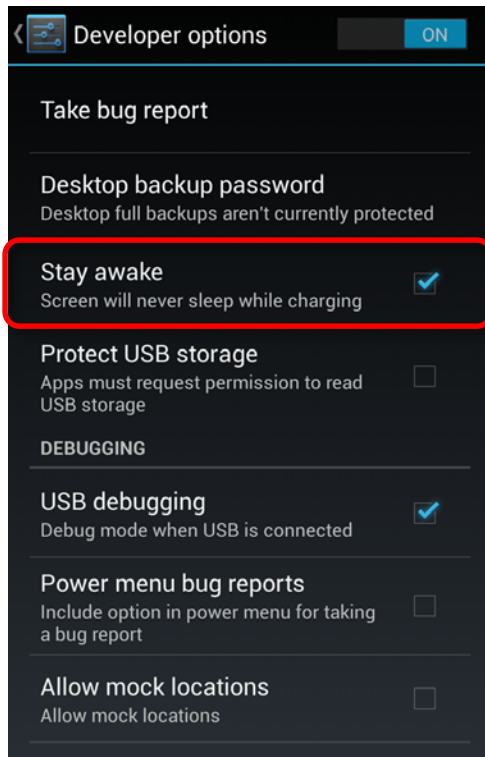 Developer options
ON
Take bug report
Desktop backup password
Desktop full backups aren't currently protected
Stay awake
Screen will never sleep while charging
Protect USB storage
Apps must request permission to read
USB storage
DEBUGGING
USB debugging
Debug mode when USB is connected
Power menu bug reports
Include option in power menu for taking
a bug report
Allow mock locations
Allow mock locations